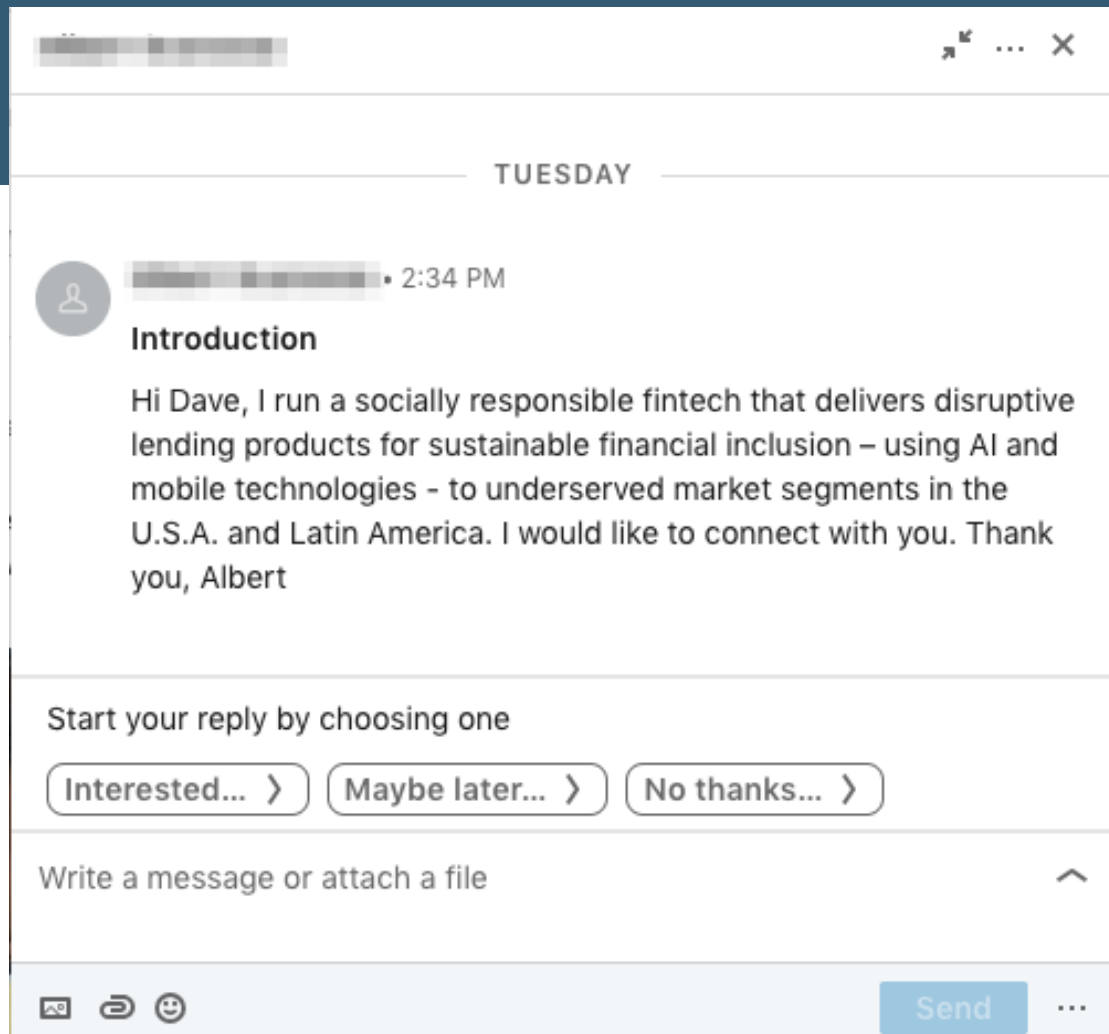 TUESDAY
• 2:34 PM
Introduction
Hi Dave, I run a socially responsible fintech that delivers disruptive
lending products for sustainable financial inclusion – using AI and
mobile technologies - to underserved market segments in the
U.S.A. and Latin America. I would like to connect with you. Thank
you, Albert
Start your reply by choosing one
Interested... ❯ Maybe later... ❯ No thanks... ❯
Write a message or attach a file
Send